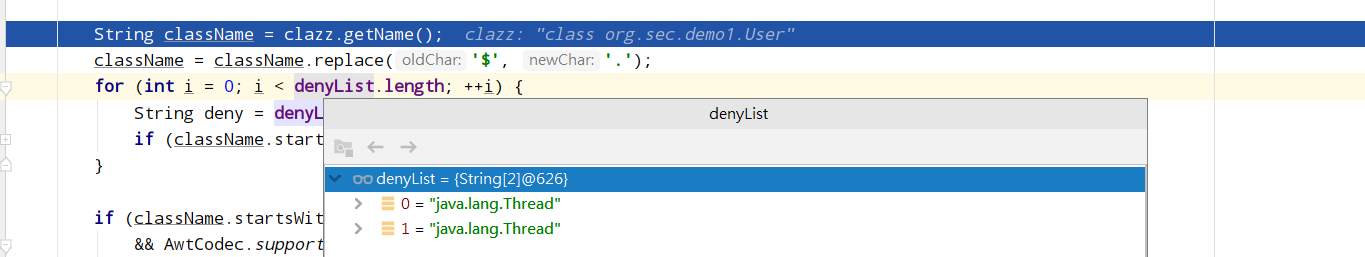 String className = clazz.getName(); clazz: "class org.sec.demo1.User"
className = className.replace( oldChar: '$', newChar: '.');
for (int i = 0; i < denyList.length; ++i) {
String deny = denyL
if (className.start
}
if (className.startsWit
&& AwtCodec.support
denyList
denyList = {String[2]@626}
0 = "java.lang.Thread"
1 = "java.lang.Thread"